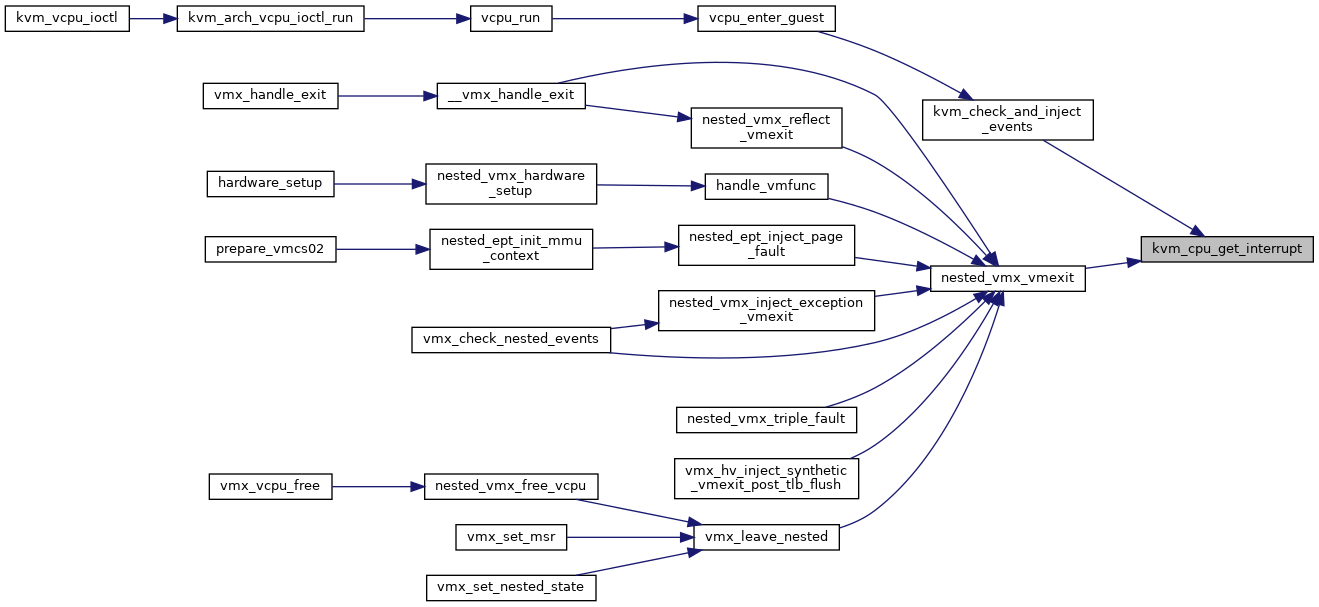 kvm_vcpu_ioctl
kvm_arch_vcpu_ioctl_run
vcpu_run
vcpu_enter_guest
vmx_handle_exit
__vmx_handle_exit
nested_vmx_reflect
_vmexit
kvm_check_and_inject
_events
hardware_setup
nested_vmx_hardware
_setup
handle_vmfunc
prepare_vmcs02
nested_ept_init_mmu
_context
nested_ept_inject_page
_fault
kvm_cpu_get_interrupt
nested_vmx_vmexit
nested_vmx_inject_exception
_vmexit
vmx_check_nested_events
nested_vmx_triple_fault
vmx_hv_inject_synthetic
_vmexit_post_tlb_flush
vmx_vcpu_free
nested_vmx_free_vcpu
vmx_set_msr
vmx_leave_nested
vmx_set_nested_state